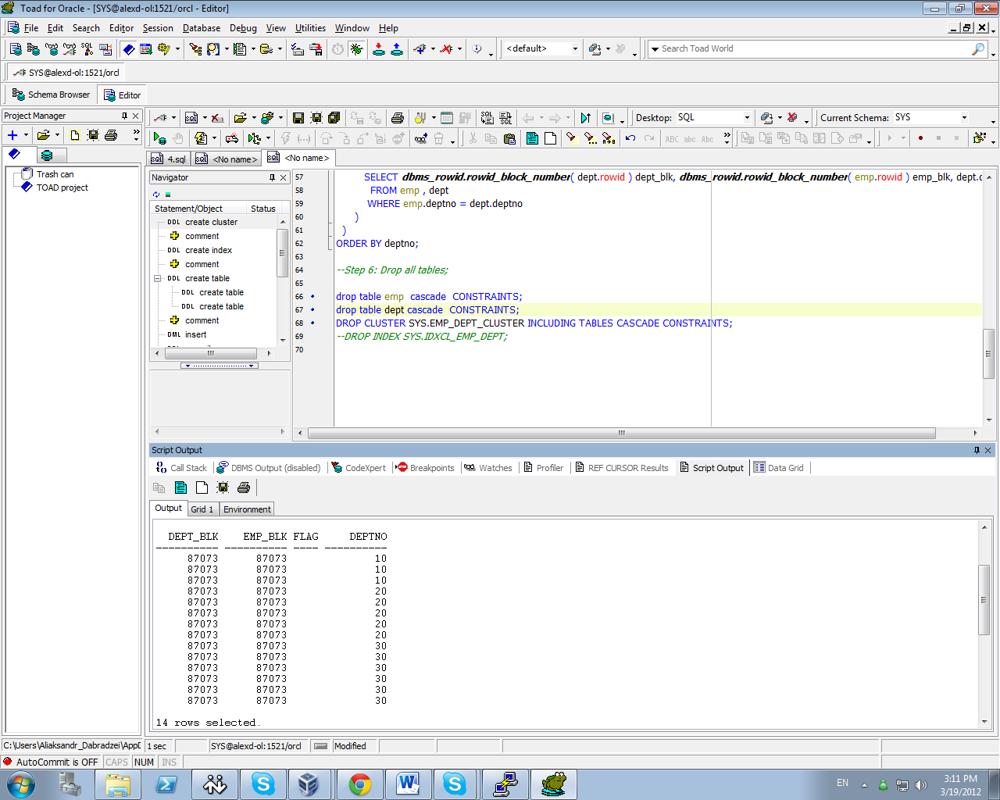 Toad for Oracle - [SYS@alexd-ol:1521/orcl - Editor]
File Edit Search Editor Session Database Debug View Utilities Window Help
<default> Search Toad World
SYS@alexd-ol:1521/orcl
Schema Browser Editor
Project Manager
Desktop: SQL Current Schema: SYS
4.sql <No name> <No name>
Trash can
TOAD project
Navigator
Statement/Object Status
DDL create cluster
comment
DDL create index
comment
DDL create table
DDL create table
DDL create table
comment
DML insert
57 SELECT dbms_rowid.rowid_block_number( dept.rowid ) dept_blk, dbms_rowid.rowid_block_number( emp.rowid ) emp_blk, dept.d
58 FROM emp , dept
59 WHERE emp.deptno = dept.deptno
60 )
61 )
62 ORDER BY deptno;
63
64 --Step 6: Drop all tables;
65
66 drop table emp cascade CONSTRAINTS;
67 drop table dept cascade CONSTRAINTS;
68 DROP CLUSTER SYS.EMP_DEPT_CLUSTER INCLUDING TABLES CASCADE CONSTRAINTS;
69 --DROP INDEX SYS.IDXCL_EMP_DEPT;
70
Script Output
Call Stack DBMS Output (disabled) CodeXpert Breakpoints Watches Profiler REF CURSOR Results Script Output Data Grid
Output Grid 1 Environment
DEPT_BLK EMP_BLK FLAG DEPTNO
---------- ---------- ---- ----------
87073 87073 10
87073 87073 10
87073 87073 10
87073 87073 20
87073 87073 20
87073 87073 20
87073 87073 20
87073 87073 20
87073 87073 30
87073 87073 30
87073 87073 30
87073 87073 30
87073 87073 30
87073 87073 30
14 rows selected.
C:\Users\Aliaksandr_Dabradzei\AppD 1 sec SYS@alexd-ol:1521/orcl Modified
AutoCommit is OFF CAPS NUM INS
EN 3:11 PM
3/19/2012